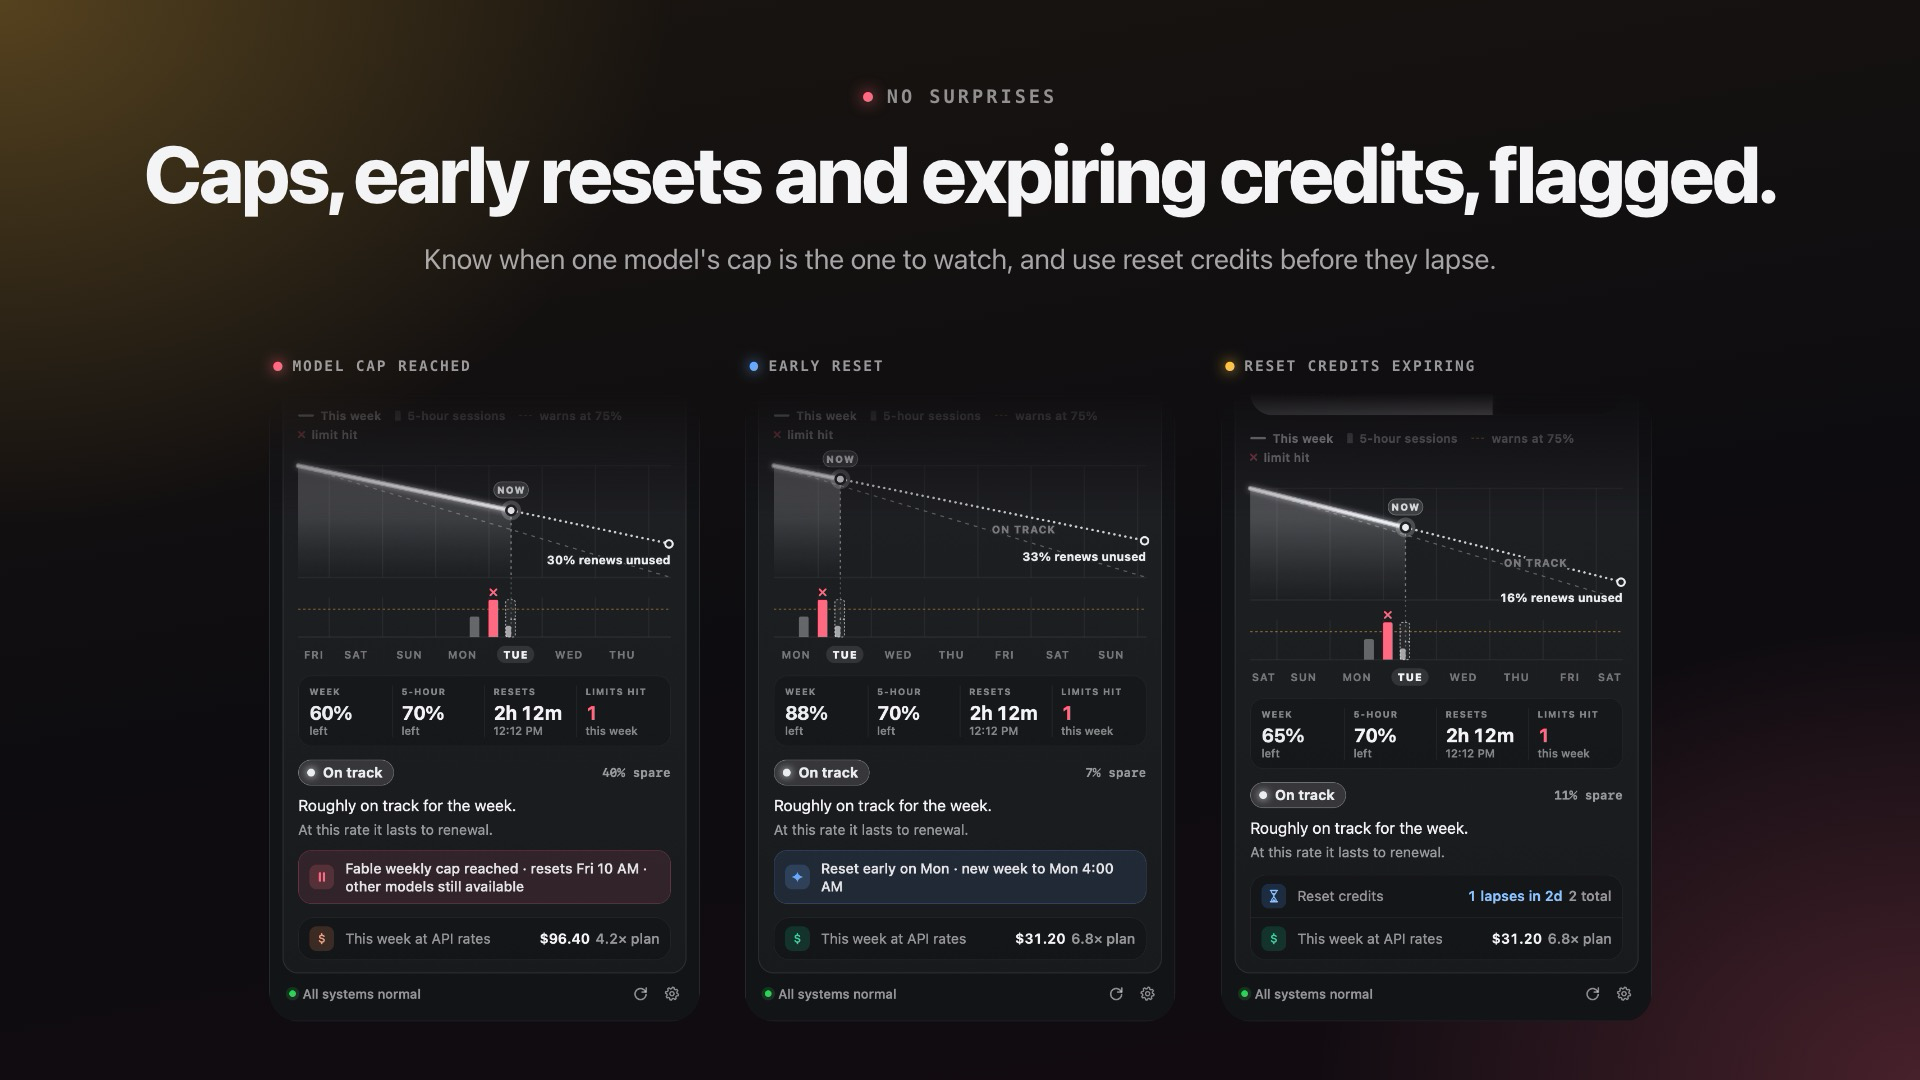 NO SURPRISES
Caps, early resets and expiring credits, flagged.
Know when one model's cap is the one to watch, and use reset credits before they lapse.
MODEL CAP REACHED
This week 5-hour sessions warns at 75%
× limit hit
NOW
30% renews unused
×
FRI SAT SUN MON TUE WED THU
WEEK 5-HOUR RESETS LIMITS HIT
60% 70% 2h 12m 1
left left 12:12 PM this week
On track 40% spare
Roughly on track for the week.
At this rate it lasts to renewal.
Fable weekly cap reached · resets Fri 10 AM ·
other models still available
$ This week at API rates $96.40 4.2× plan
All systems normal
EARLY RESET
This week 5-hour sessions warns at 75%
× limit hit
NOW
ON TRACK
33% renews unused
×
MON TUE WED THU FRI SAT SUN
WEEK 5-HOUR RESETS LIMITS HIT
88% 70% 2h 12m 1
left left 12:12 PM this week
On track 7% spare
Roughly on track for the week.
At this rate it lasts to renewal.
Reset early on Mon · new week to Mon 4:00
AM
$ This week at API rates $31.20 6.8× plan
All systems normal
RESET CREDITS EXPIRING
This week 5-hour sessions warns at 75%
× limit hit
NOW
ON TRACK
16% renews unused
×
SAT SUN MON TUE WED THU FRI SAT
WEEK 5-HOUR RESETS LIMITS HIT
65% 70% 2h 12m 1
left left 12:12 PM this week
On track 11% spare
Roughly on track for the week.
At this rate it lasts to renewal.
Reset credits 1 lapses in 2d 2 total
$ This week at API rates $31.20 6.8× plan
All systems normal